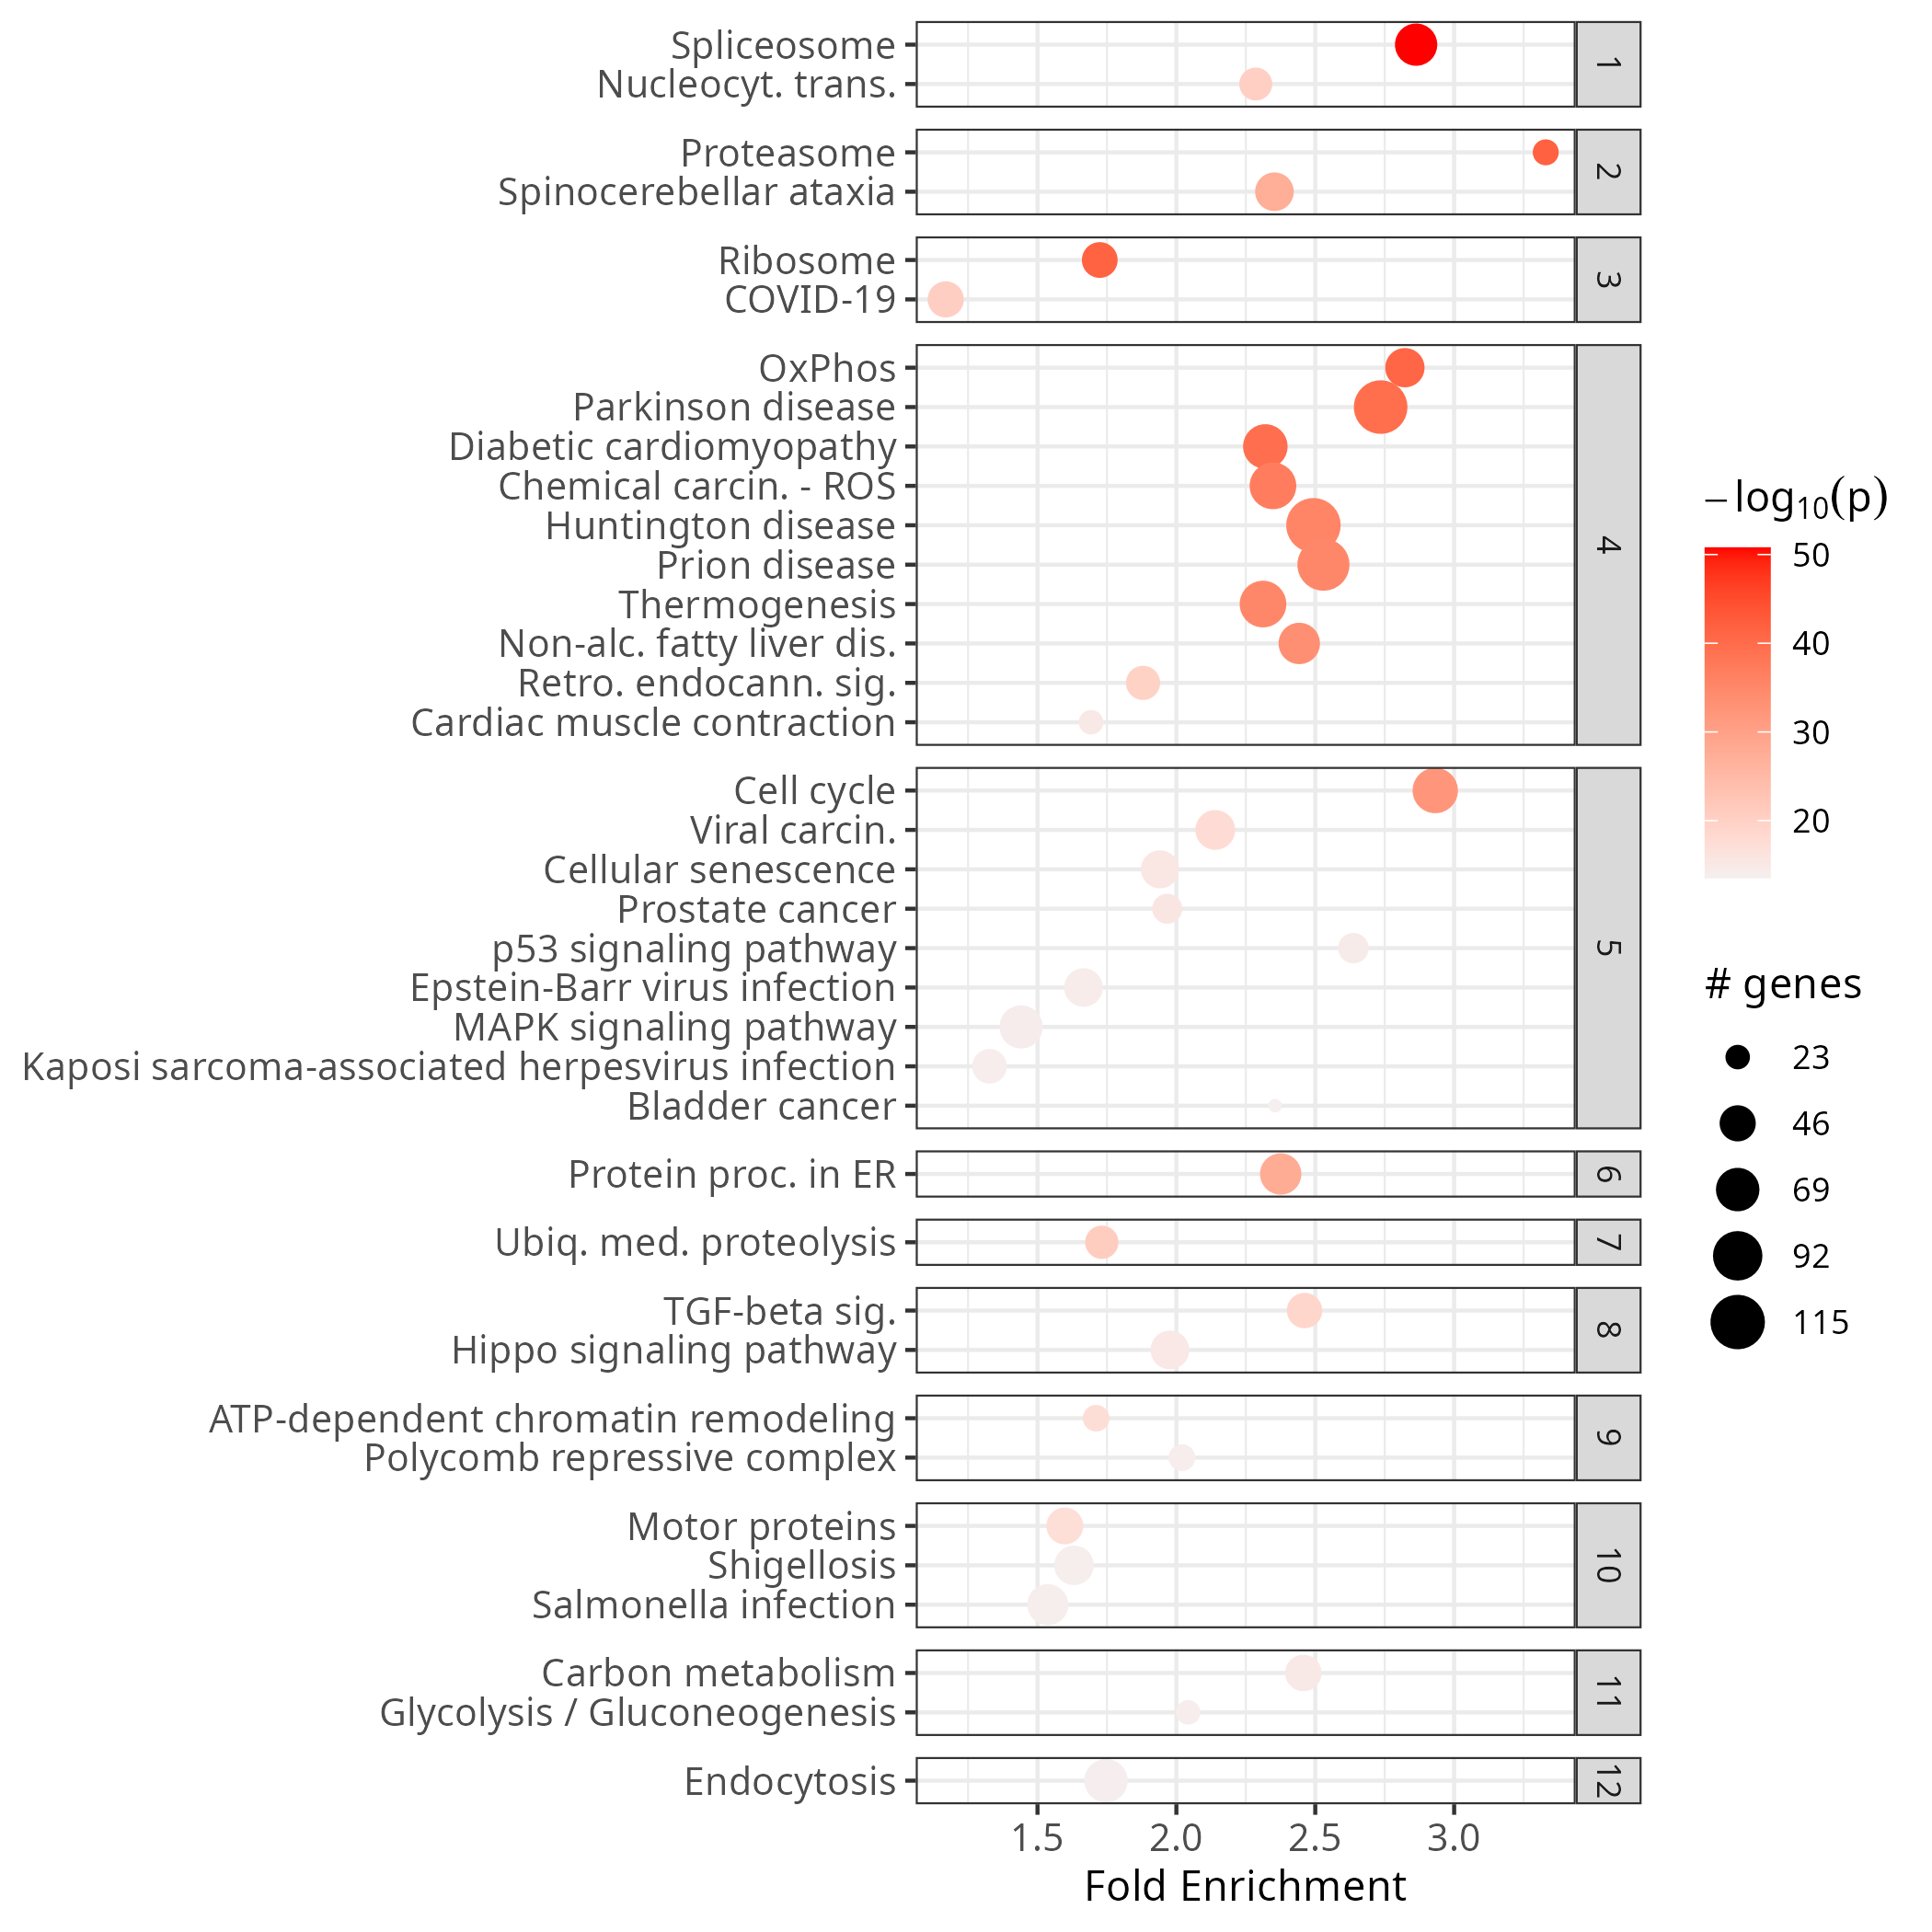 Spliceosome
Nucleocyt. trans.
1
Proteasome
Spinocerebellar ataxia
2
Ribosome
COVID-19
3
OxPhos
Parkinson disease
Diabetic cardiomyopathy
Chemical carcin. - ROS
Huntington disease
Prion disease
Thermogenesis
Non-alc. fatty liver dis.
Retro. endocann. sig.
Cardiac muscle contraction
4
Cell cycle
Viral carcin.
Cellular senescence
Prostate cancer
p53 signaling pathway
Epstein-Barr virus infection
MAPK signaling pathway
Kaposi sarcoma-associated herpesvirus infection
Bladder cancer
5
Protein proc. in ER
6
Ubiq. med. proteolysis
7
TGF-beta sig.
Hippo signaling pathway
8
ATP-dependent chromatin remodeling
Polycomb repressive complex
9
Motor proteins
Shigellosis
Salmonella infection
10
Carbon metabolism
Glycolysis / Gluconeogenesis
11
Endocytosis
12
1.5 2.0 2.5 3.0
Fold Enrichment
−log₁₀(p)
50
40
30
20
# genes
23
46
69
92
115